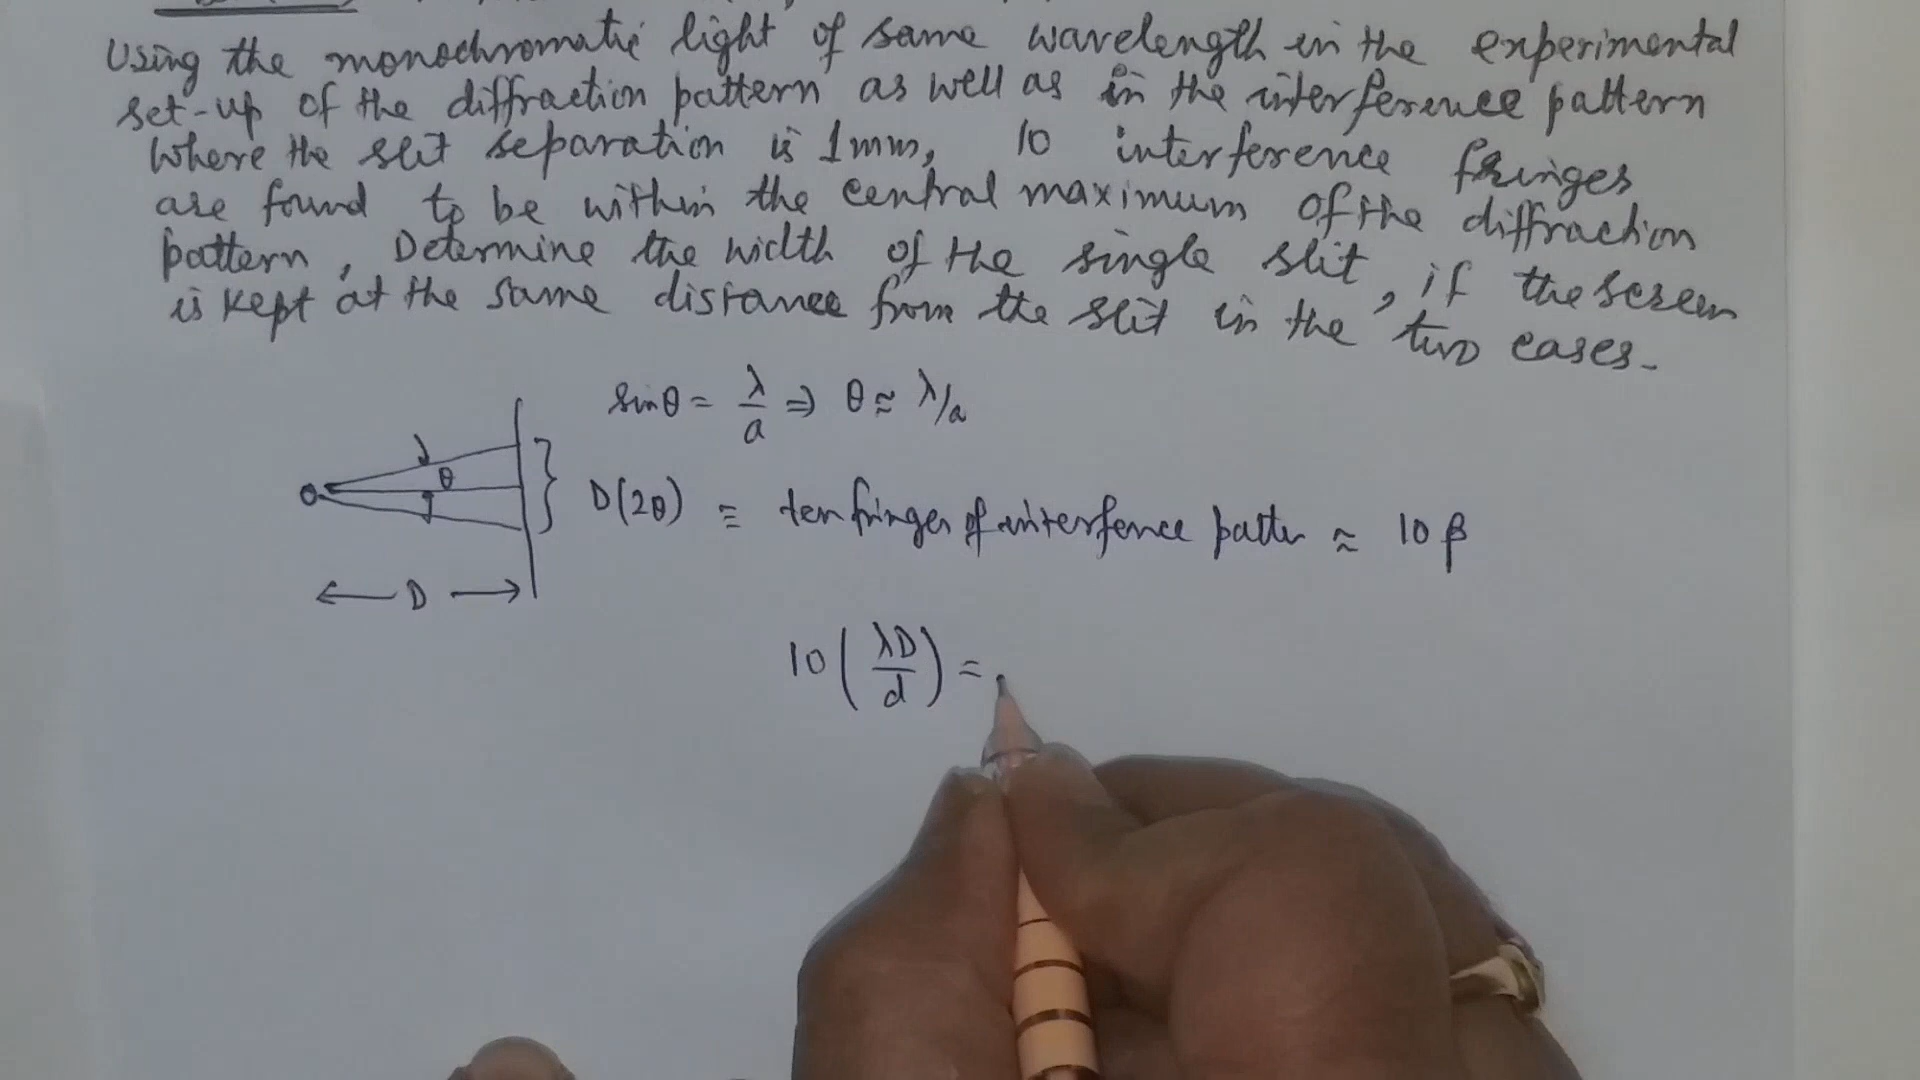 Using the monochromatic light of same wavelength in the experimental
set-up of the diffraction pattern as well as in the interference pattern
where the slit separation is 1mm, 10 interference fringes
are found to be within the central maximum of the diffraction
pattern, Determine the width of the single slit, if the screen
is kept at the same distance from the slit in the two cases.
sinθ = λ/a ⇒ θ ≈ λ/a
θ
D(2θ) ≡ ten fringes of interfence patter ≈ 10 β
D
10 (λD/d) =